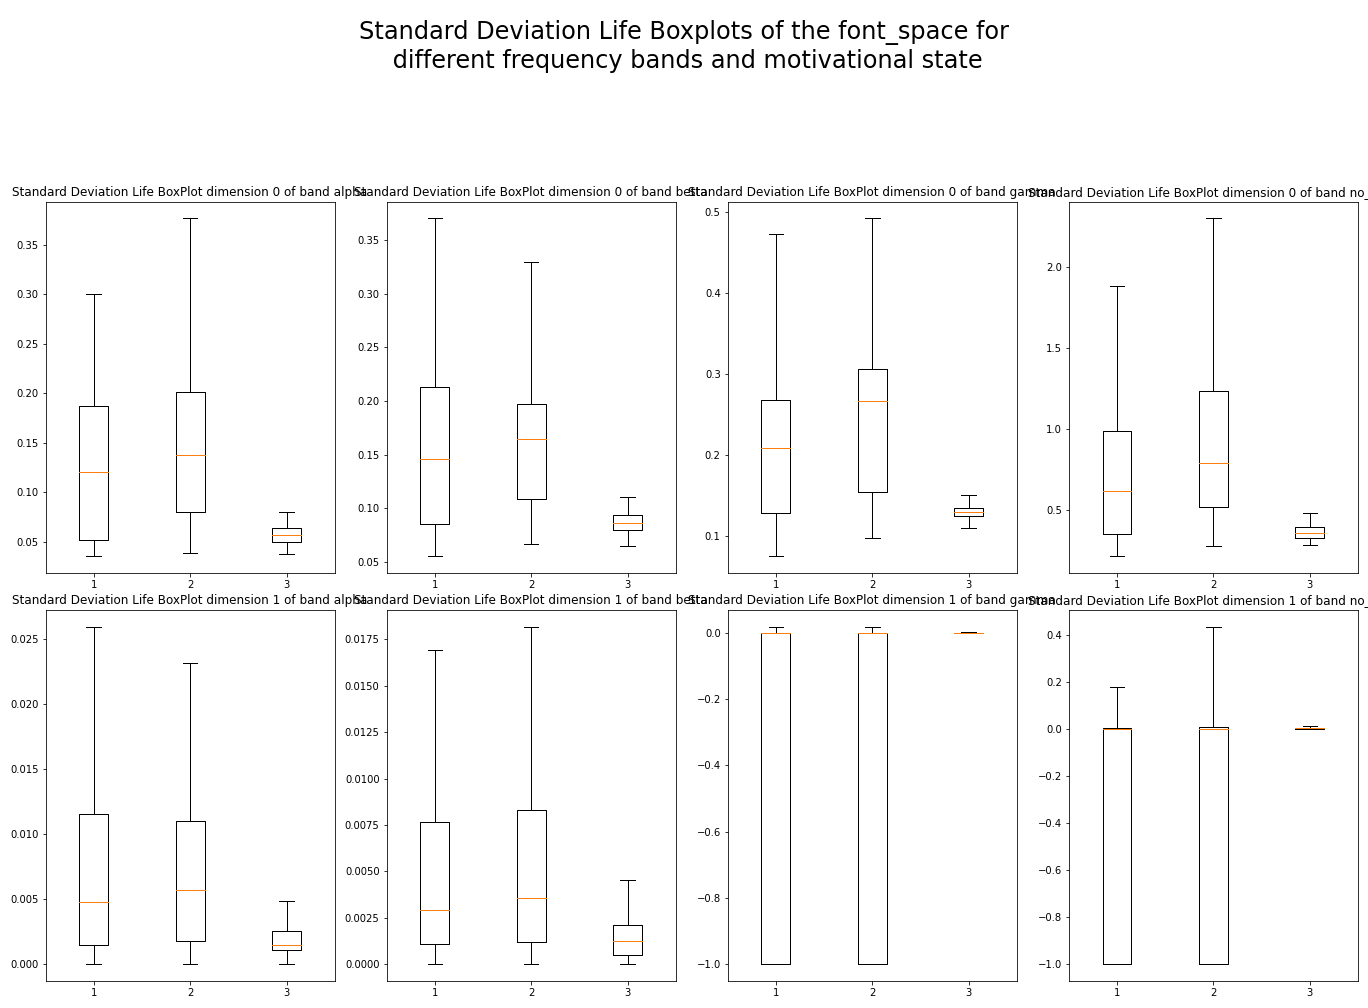 Standard Deviation Life Boxplots of the font_space for
different frequency bands and motivational state
Standard Deviation Life BoxPlot dimension 0 of band alpha
Standard Deviation Life BoxPlot dimension 0 of band betta
Standard Deviation Life BoxPlot dimension 0 of band gamma
Standard Deviation Life BoxPlot dimension 0 of band no_
0.35
0.30
0.25
0.20
0.15
0.10
0.05
1 2 3
0.35
0.30
0.25
0.20
0.15
0.10
0.05
1 2 3
0.5
0.4
0.3
0.2
0.1
1 2 3
2.0
1.5
1.0
0.5
1 2 3
Standard Deviation Life BoxPlot dimension 1 of band alpha
Standard Deviation Life BoxPlot dimension 1 of band betta
Standard Deviation Life BoxPlot dimension 1 of band gamma
Standard Deviation Life BoxPlot dimension 1 of band no_
0.025
0.020
0.015
0.010
0.005
0.000
1 2 3
0.0175
0.0150
0.0125
0.0100
0.0075
0.0050
0.0025
0.0000
1 2 3
0.0
−0.2
−0.4
−0.6
−0.8
−1.0
1 2 3
0.4
0.2
0.0
−0.2
−0.4
−0.6
−0.8
−1.0
1 2 3